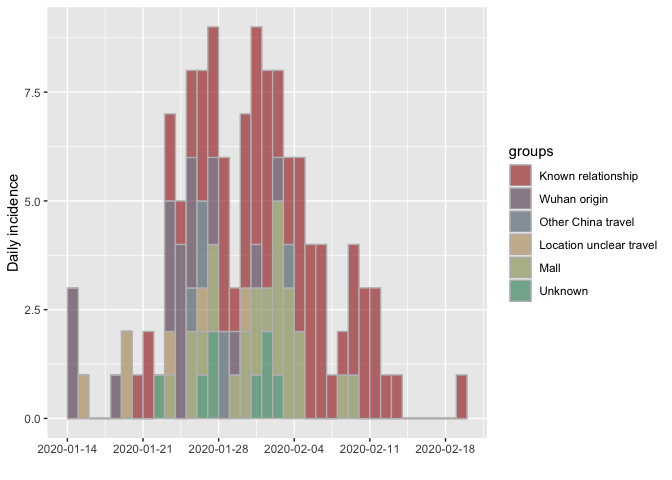 Daily incidence
7.5
5.0
2.5
0.0
2020-01-14
2020-01-21
2020-01-28
2020-02-04
2020-02-11
2020-02-18
groups
Known relationship
Wuhan origin
Other China travel
Location unclear travel
Mall
Unknown